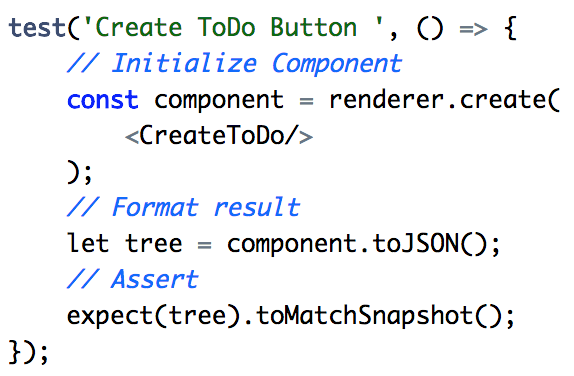 test('Create ToDo Button ', () => {
    // Initialize Component
    const component = renderer.create(
        <CreateToDo/>
    );
    // Format result
    let tree = component.toJSON();
    // Assert
    expect(tree).toMatchSnapshot();
});